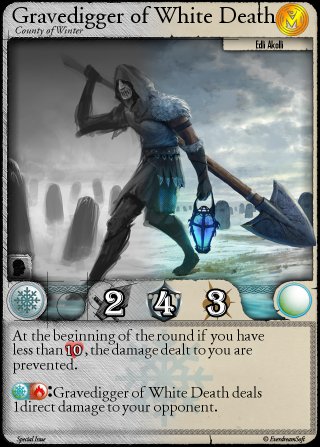 Gravedigger of White Death
M
County of Winter
Edli Akolli
2 4 3
At the beginning of the round if you have
less than 10, the damage dealt to you are
prevented.
:Gravedigger of White Death deals
1direct damage to your opponent.
Special Issue
© EverdreamSoft